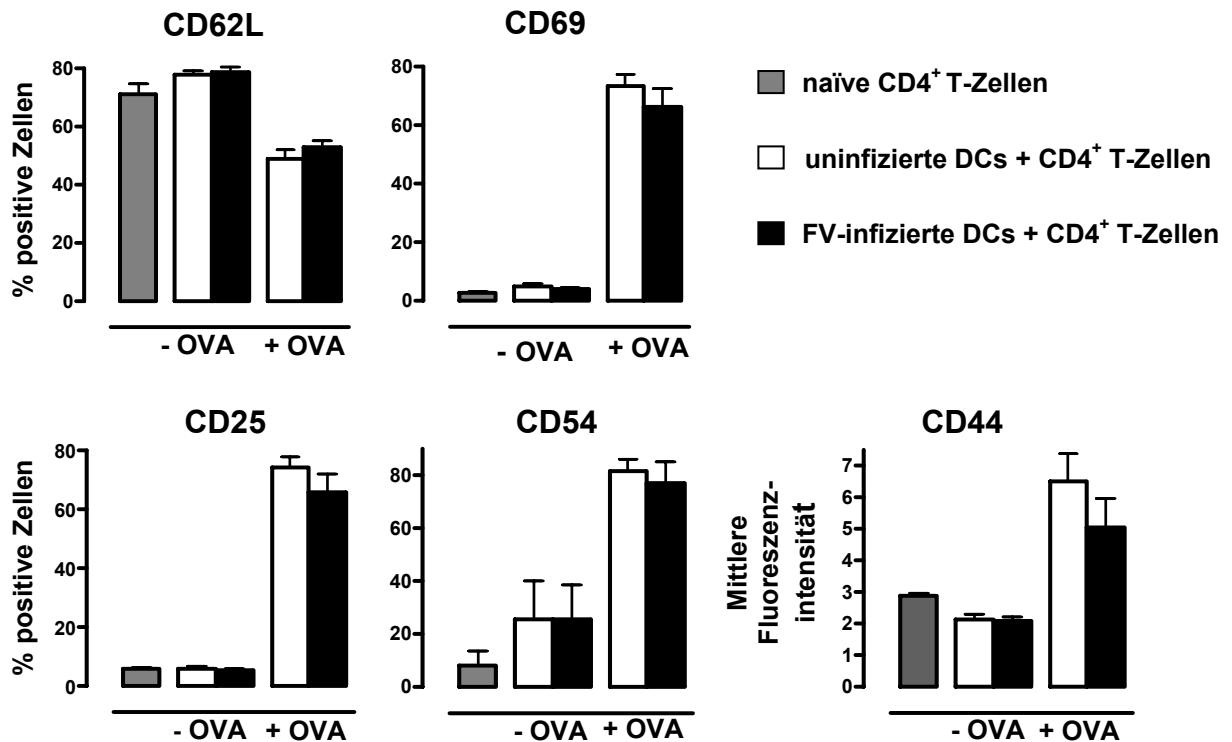 CD62L
% positive Zellen
80
60
40
20
0
- OVA + OVA
CD69
80
60
40
20
0
- OVA + OVA
naïve CD4⁺ T-Zellen
uninfizierte DCs + CD4⁺ T-Zellen
FV-infizierte DCs + CD4⁺ T-Zellen
CD25
% positive Zellen
80
60
40
20
0
- OVA + OVA
CD54
80
60
40
20
0
- OVA + OVA
CD44
Mittlere
Fluoreszenz-
intensität
7
6
5
4
3
2
1
0
- OVA + OVA